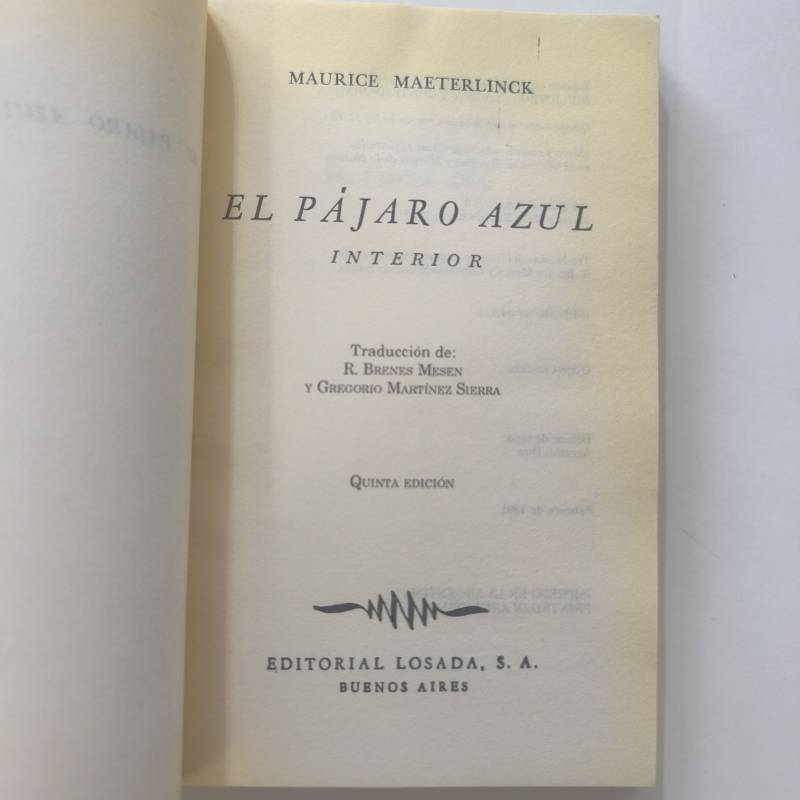 MAURICE MAETERLINCK
EL PÁJARO AZUL
INTERIOR
Traducción de:
R. BRENES MESEN
Y GREGORIO MARTÍNEZ SIERRA
QUINTA EDICIÓN
EDITORIAL LOSADA, S. A.
BUENOS AIRES